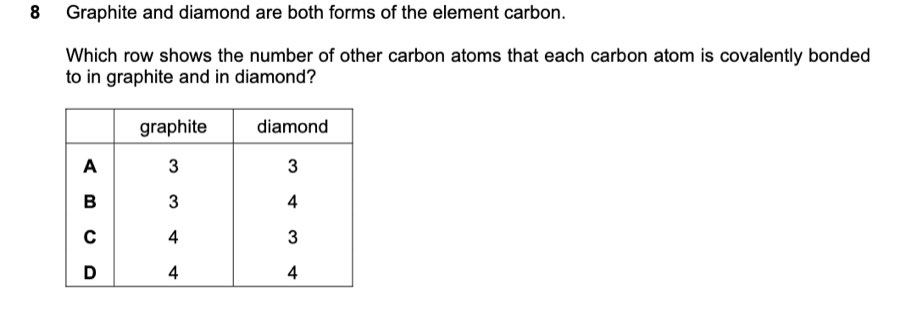 8 Graphite and diamond are both forms of the element carbon.
Which row shows the number of other carbon atoms that each carbon atom is covalently bonded
to in graphite and in diamond?
graphite diamond
A 3 3
B 3 4
C 4 3
D 4 4